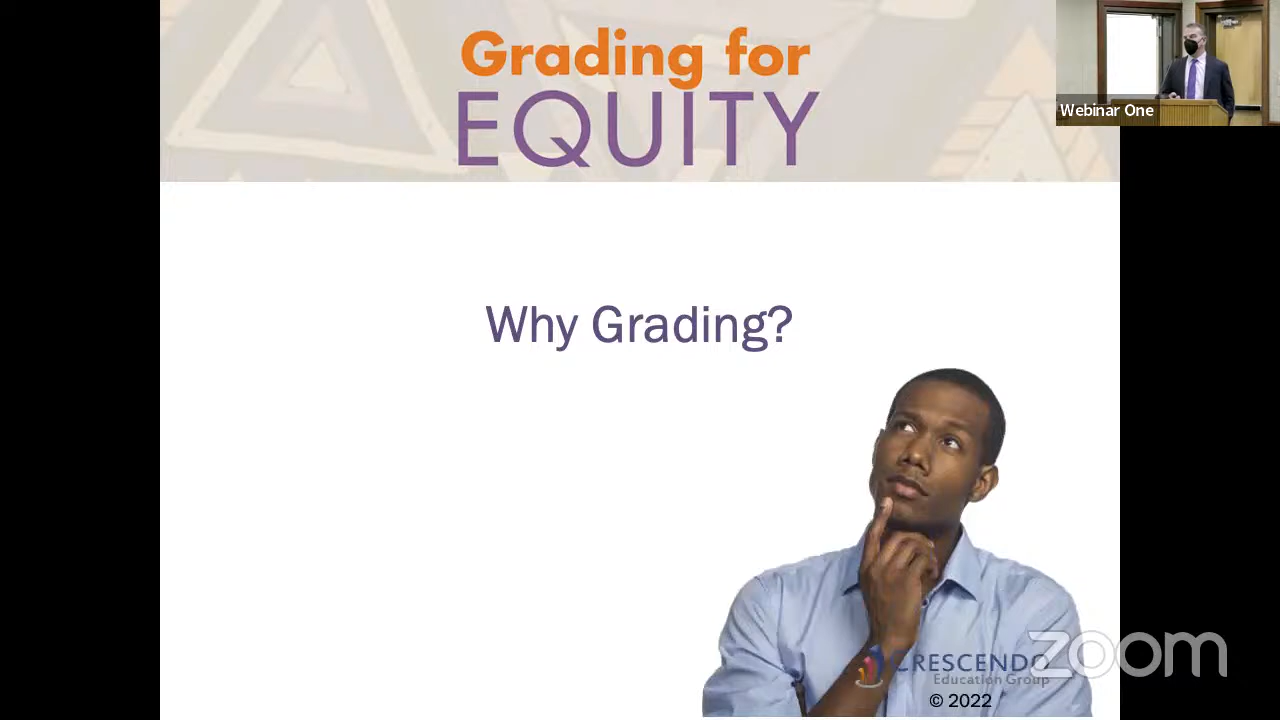 Grading for
EQUITY
Webinar One
Why Grading?
CRESCENDO
Education Group
© 2022
zoom